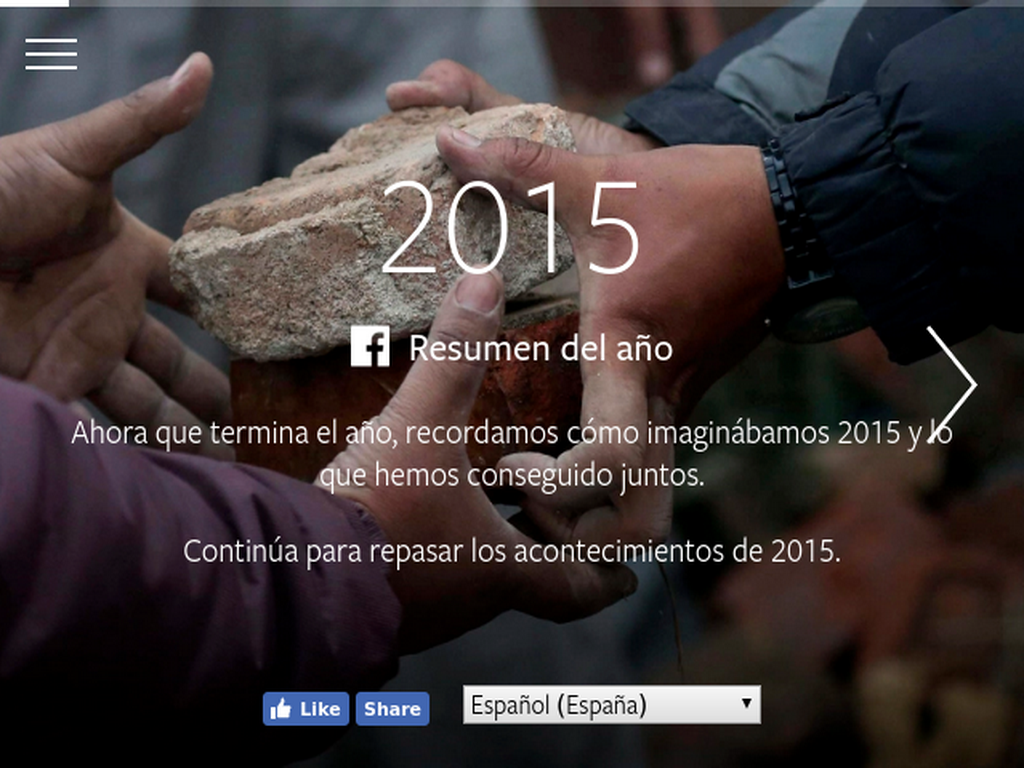 2015
Resumen del año
Ahora que termina el año, recordamos cómo imaginábamos 2015 y lo
que hemos conseguido juntos.
Continúa para repasar los acontecimientos de 2015.
Like Share Español (España)